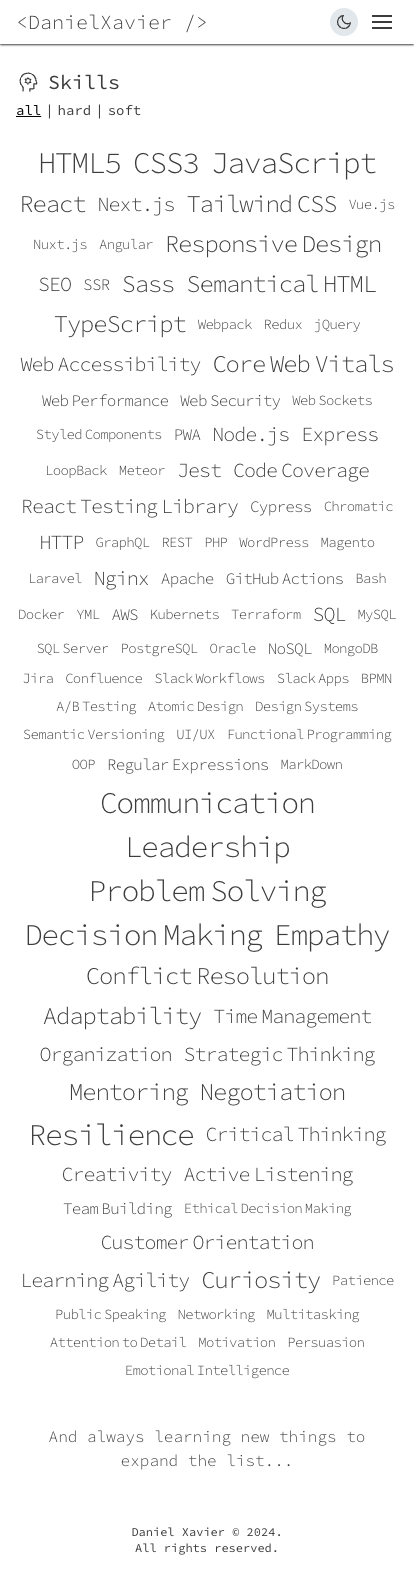 <DanielXavier />
Skills
all | hard | soft
HTML5 CSS3 JavaScript
React Next.js Tailwind CSS Vue.js
Nuxt.js Angular Responsive Design
SEO SSR Sass Semantical HTML
TypeScript Webpack Redux jQuery
Web Accessibility Core Web Vitals
Web Performance Web Security Web Sockets
Styled Components PWA Node.js Express
LoopBack Meteor Jest Code Coverage
React Testing Library Cypress Chromatic
HTTP GraphQL REST PHP WordPress Magento
Laravel Nginx Apache GitHub Actions Bash
Docker YML AWS Kubernetes Terraform SQL MySQL
SQL Server PostgreSQL Oracle NoSQL MongoDB
Jira Confluence Slack Workflows Slack Apps BPMN
A/B Testing Atomic Design Design Systems
Semantic Versioning UI/UX Functional Programming
OOP Regular Expressions MarkDown
Communication
Leadership
Problem Solving
Decision Making Empathy
Conflict Resolution
Adaptability Time Management
Organization Strategic Thinking
Mentoring Negotiation
Resilience Critical Thinking
Creativity Active Listening
Team Building Ethical Decision Making
Customer Orientation
Learning Agility Curiosity Patience
Public Speaking Networking Multitasking
Attention to Detail Motivation Persuasion
Emotional Intelligence
And always learning new things to
expand the list...
Daniel Xavier © 2024.
All rights reserved.